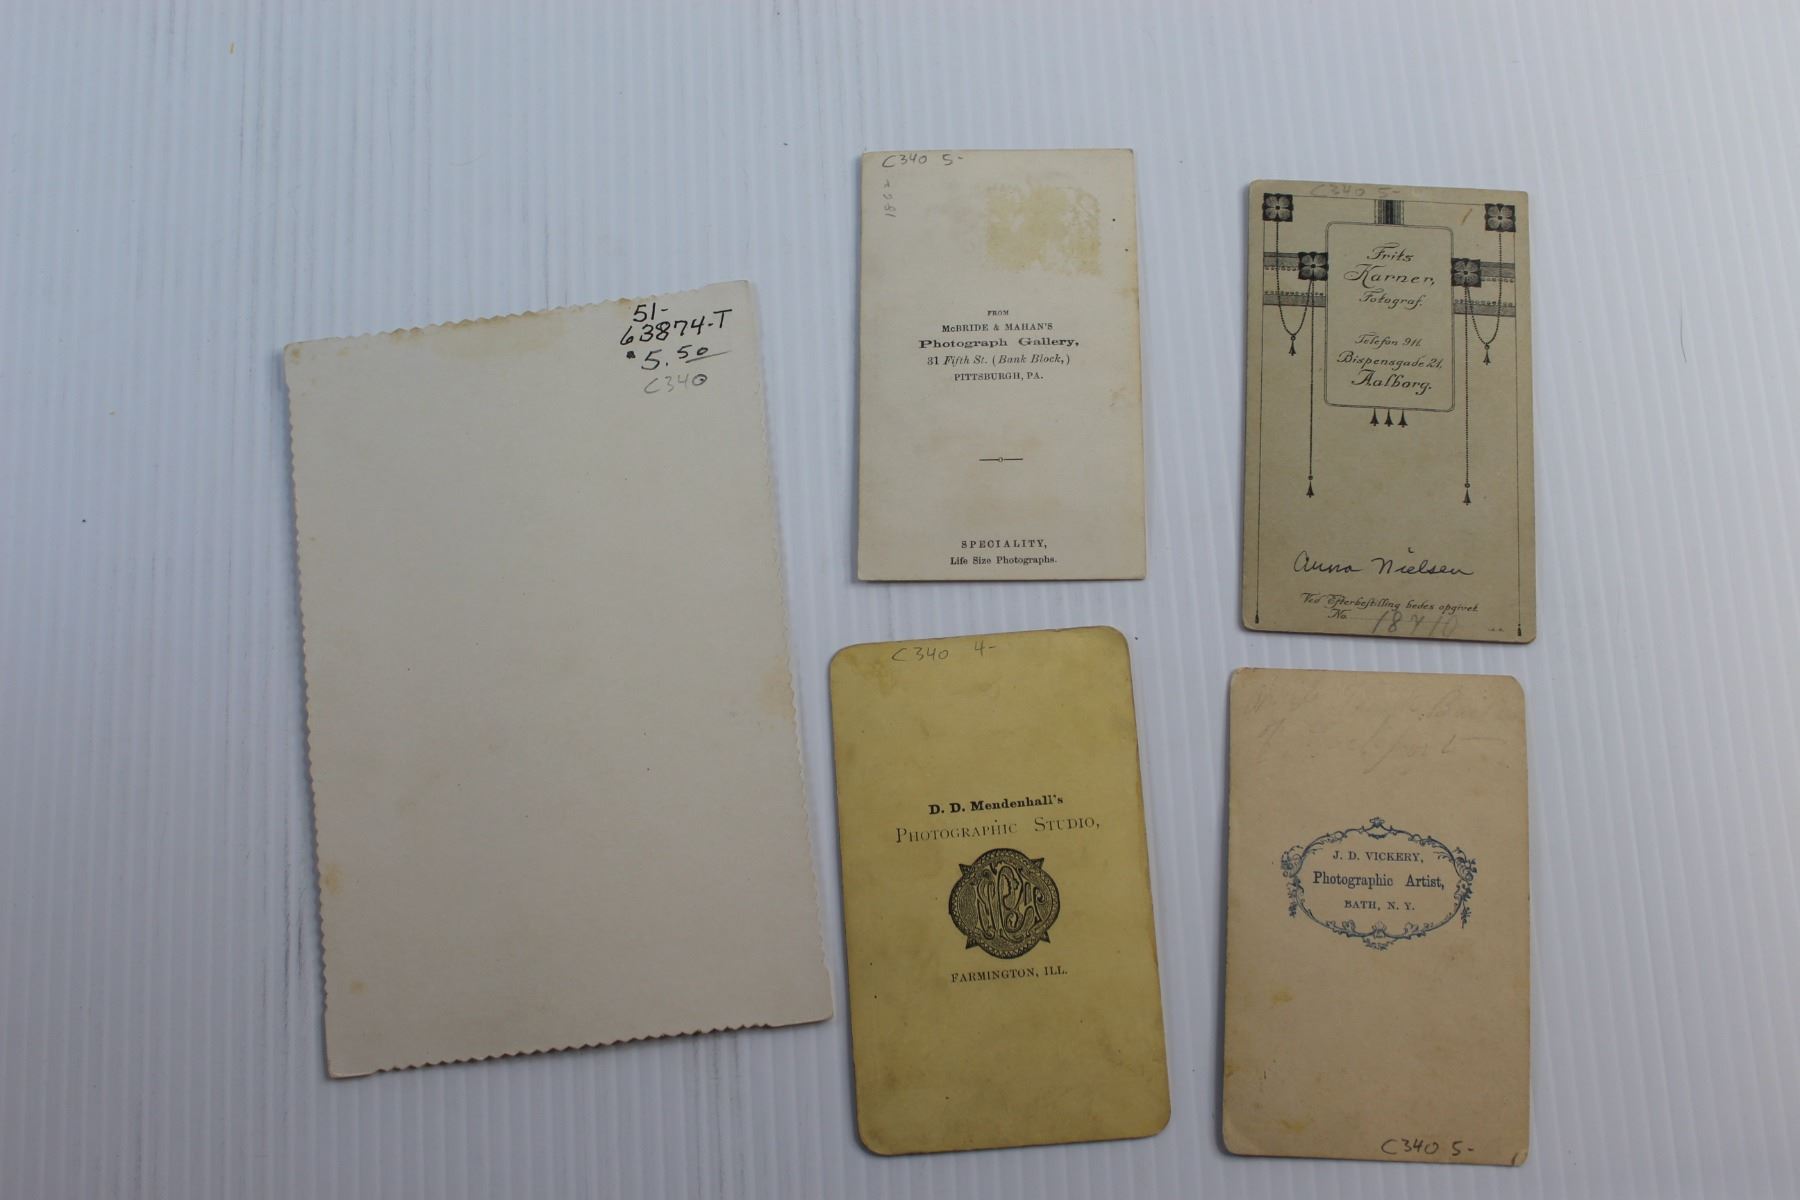 51-
63874-T
5.50
C340
C340 5-
FROM
McBRIDE & MAHAN'S
Photograph Gallery,
31 Fifth St. (Bank Block,)
PITTSBURGH, PA.
SPECIALITY,
Life Size Photographs.
C340 5-
Frits
Karner,
Fotograf.
Telefon 911.
Bispensgade 21.
Aalborg.
Anna Nielsen
Ved Efterbestilling bedes opgivet
No.
C340 4-
D. D. Mendenhall's
PHOTOGRAPHIC STUDIO,
FARMINGTON, ILL.
J. D. VICKERY,
Photographic Artist,
BATH, N. Y.
C340 5-